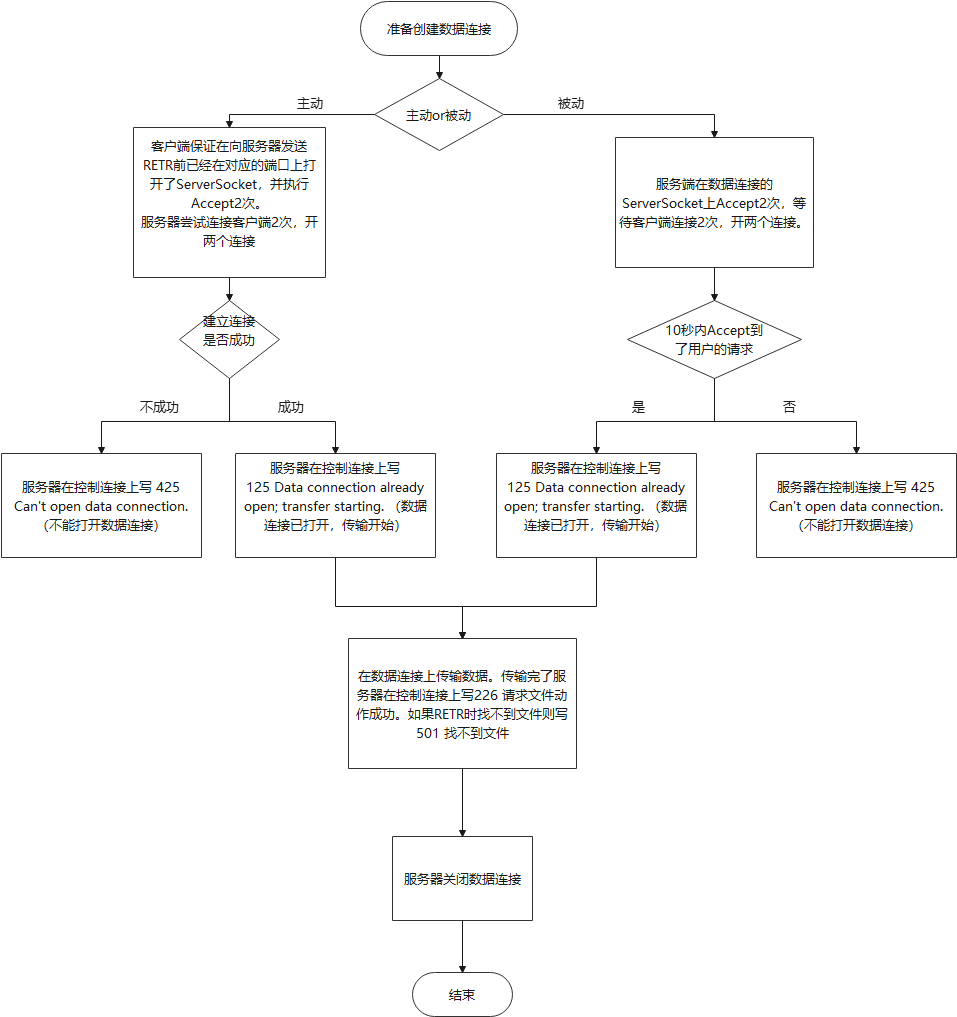 准备创建数据连接
主动or被动
主动
被动
客户端保证在向服务器发送
RETR前已经在对应的端口上打
开了ServerSocket，并执行
Accept2次。
服务器尝试连接客户端2次，开
两个连接
服务端在数据连接的
ServerSocket上Accept2次，等
待客户端连接2次，开两个连接。
建立连接
是否成功
10秒内Accept到
了用户的请求
不成功
成功
是
否
服务器在控制连接上写 425
Can't open data connection.
（不能打开数据连接）
服务器在控制连接上写
125 Data connection already
open; transfer starting. （数据
连接已打开，传输开始）
服务器在控制连接上写
125 Data connection already
open; transfer starting. （数据
连接已打开，传输开始）
服务器在控制连接上写 425
Can't open data connection.
（不能打开数据连接）
在数据连接上传输数据。传输完了服
务器在控制连接上写226 请求文件动
作成功。如果RETR时找不到文件则写
501 找不到文件
服务器关闭数据连接
结束